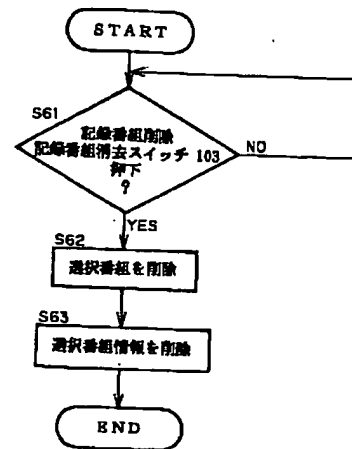 START
S61
記録番組削除
記録番組消去スイッチ 103
押下
?
NO
YES
S62
選択番組を削除
S63
選択番組情報を削除
END